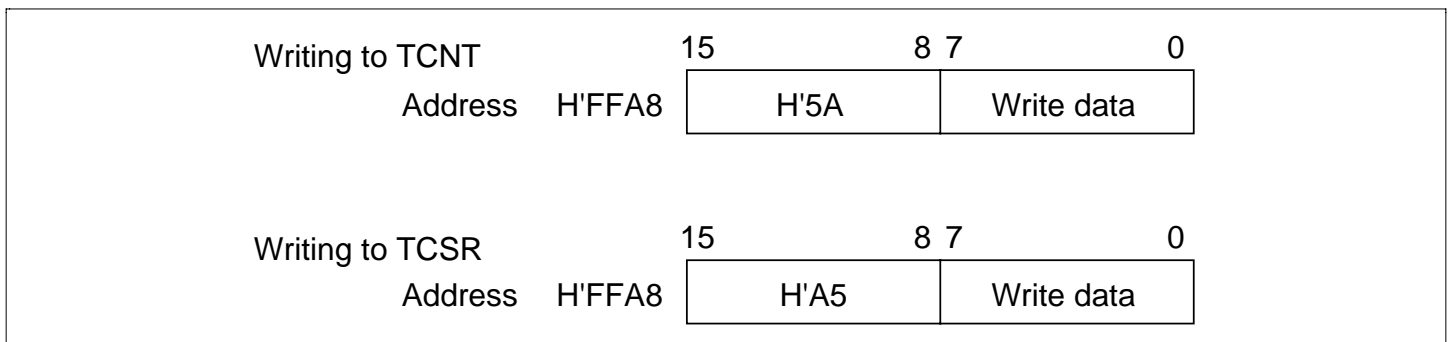 Writing to TCNT 15 8 7 0
Address H'FFA8 H'5A Write data
Writing to TCSR 15 8 7 0
Address H'FFA8 H'A5 Write data